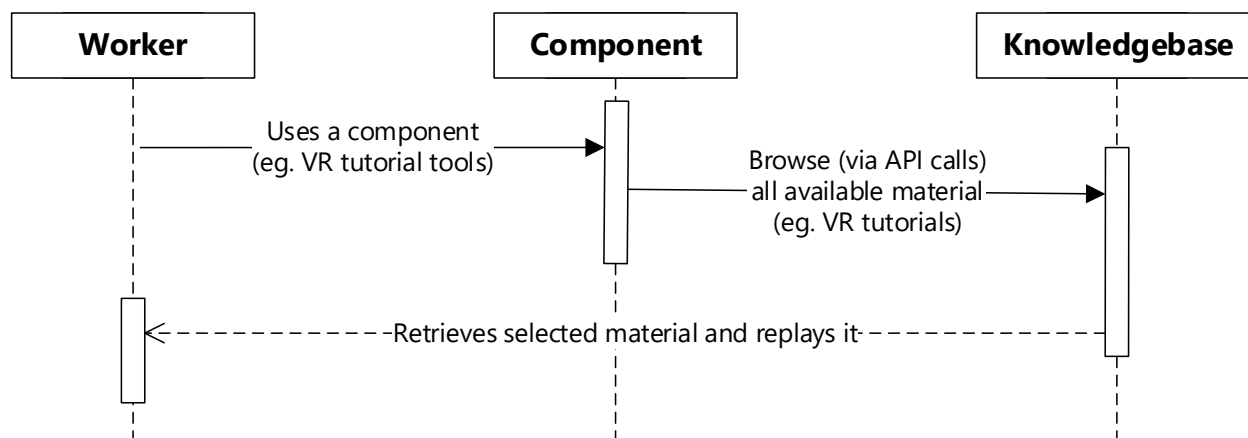 Worker
Component
Knowledgebase
Uses a component
(eg. VR tutorial tools)
Browse (via API calls)
all available material
(eg. VR tutorials)
Retrieves selected material and replays it